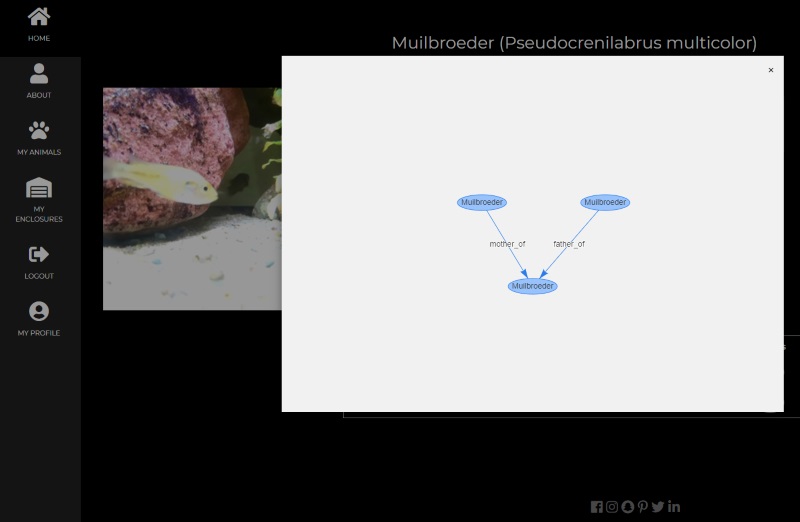 HOME
ABOUT
MY ANIMALS
MY
ENCLOSURES
LOGOUT
MY PROFILE
Muilbroeder (Pseudocrenilabrus multicolor)
×
Muilbroeder
Muilbroeder
mother_of
father_of
Muilbroeder